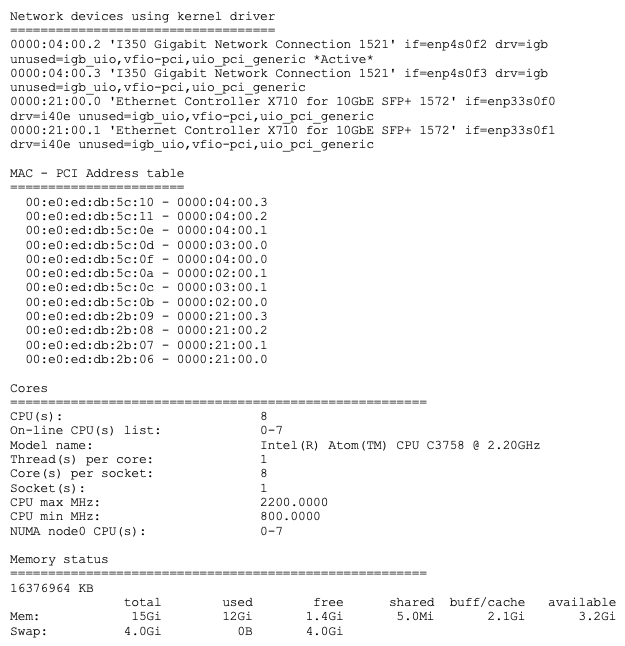 Network devices using kernel driver
===================================
0000:04:00.2 'I350 Gigabit Network Connection 1521' if=enp4s0f2 drv=igb
unused=igb_uio,vfio-pci,uio_pci_generic *Active*
0000:04:00.3 'I350 Gigabit Network Connection 1521' if=enp4s0f3 drv=igb
unused=igb_uio,vfio-pci,uio_pci_generic
0000:21:00.0 'Ethernet Controller X710 for 10GbE SFP+ 1572' if=enp33s0f0
drv=i40e unused=igb_uio,vfio-pci,uio_pci_generic
0000:21:00.1 'Ethernet Controller X710 for 10GbE SFP+ 1572' if=enp33s0f1
drv=i40e unused=igb_uio,vfio-pci,uio_pci_generic
MAC - PCI Address table
=======================
00:e0:ed:db:5c:10 - 0000:04:00.3
00:e0:ed:db:5c:11 - 0000:04:00.2
00:e0:ed:db:5c:0e - 0000:04:00.1
00:e0:ed:db:5c:0d - 0000:03:00.0
00:e0:ed:db:5c:0f - 0000:04:00.0
00:e0:ed:db:5c:0a - 0000:02:00.1
00:e0:ed:db:5c:0c - 0000:03:00.1
00:e0:ed:db:5c:0b - 0000:02:00.0
00:e0:ed:db:2b:09 - 0000:21:00.3
00:e0:ed:db:2b:08 - 0000:21:00.2
00:e0:ed:db:2b:07 - 0000:21:00.1
00:e0:ed:db:2b:06 - 0000:21:00.0
Cores
=======================================================
CPU(s): 8
On-line CPU(s) list: 0-7
Model name: Intel(R) Atom(TM) CPU C3758 @ 2.20GHz
Thread(s) per core: 1
Core(s) per socket: 8
Socket(s): 1
CPU max MHz: 2200.0000
CPU min MHz: 800.0000
NUMA node0 CPU(s): 0-7
Memory status
=======================================================
16376964 KB
total used free shared buff/cache available
Mem: 15Gi 12Gi 1.4Gi 5.0Mi 2.1Gi 3.2Gi
Swap: 4.0Gi 0B 4.0Gi